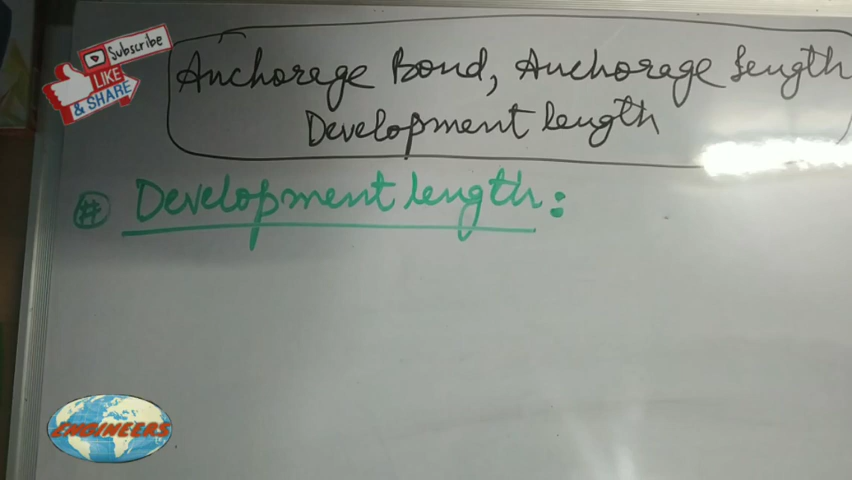 Subscribe
LIKE
& SHARE
Anchorage Bond, Anchorage length
Development length
# Development length:
ENGINEERS